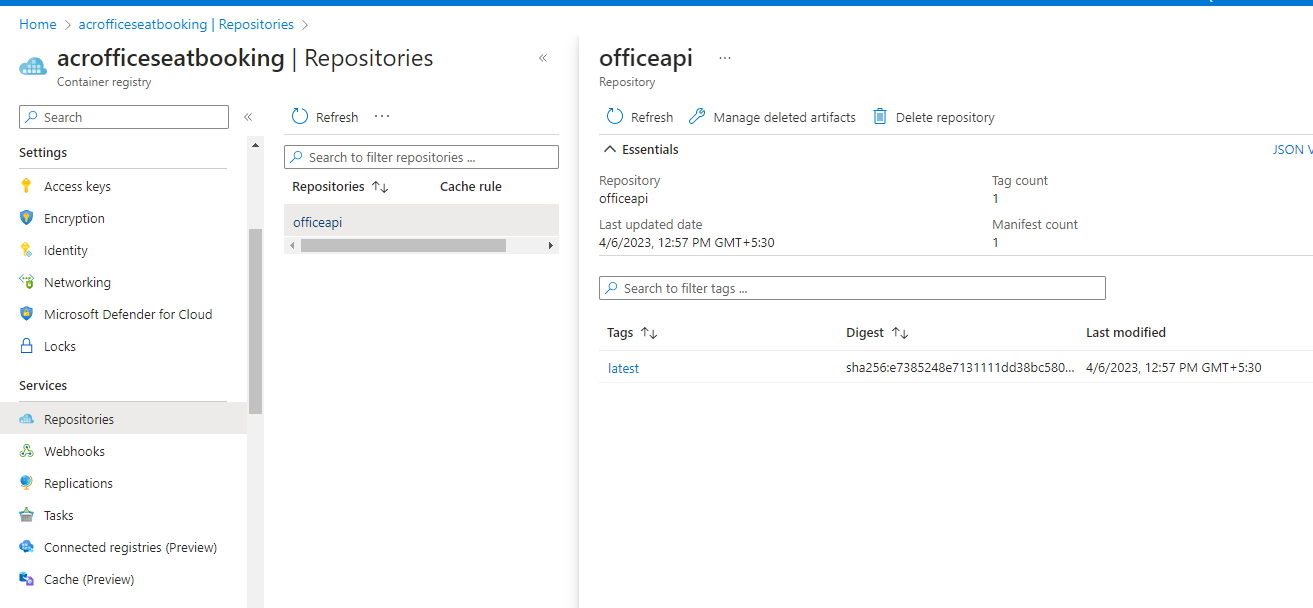 Home > acrofficeseatbooking | Repositories >
acrofficeseatbooking | Repositories
Container registry
Search
Settings
Access keys
Encryption
Identity
Networking
Microsoft Defender for Cloud
Locks
Services
Repositories
Webhooks
Replications
Tasks
Connected registries (Preview)
Cache (Preview)
Refresh ...
Search to filter repositories ...
Repositories Cache rule
officeapi
officeapi ...
Repository
Refresh Manage deleted artifacts Delete repository
Essentials JSON V
Repository Tag count
officeapi 1
Last updated date Manifest count
4/6/2023, 12:57 PM GMT+5:30 1
Search to filter tags ...
Tags Digest Last modified
latest sha256:e7385248e7131111dd38bc580... 4/6/2023, 12:57 PM GMT+5:30